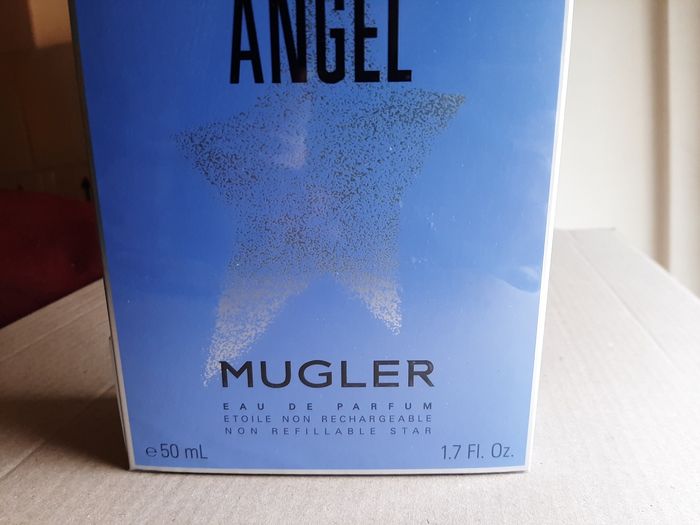 ANGEL
MUGLER
EAU DE PARFUM
ETOILE NON RECHARGEABLE
NON REFILLABLE STAR
℮50 mL 1.7 Fl. Oz.